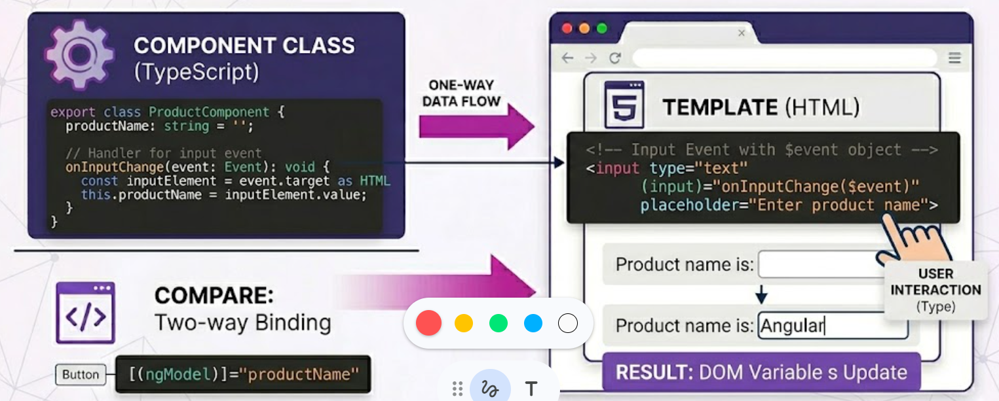 COMPONENT CLASS
(TypeScript)
export class ProductComponent {
productName: string = '';
// Handler for input event
onInputChange(event: Event): void {
const inputElement = event.target as HTML
this.productName = inputElement.value;
}
}
ONE-WAY
DATA FLOW
TEMPLATE (HTML)
<!-- Input Event with $event object -->
<input type="text"
(input)="onInputChange($event)"
placeholder="Enter product name">
Product name is:
USER
INTERACTION
(Type)
Product name is: Angular
RESULT: DOM Variable s Update
COMPARE:
Two-way Binding
Button
[(ngModel)]="productName"
T